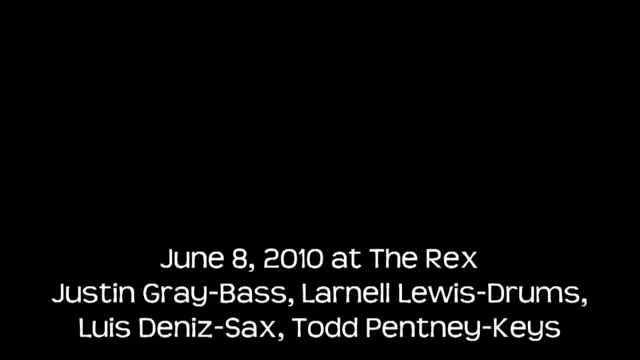 June 8, 2010 at The Rex
Justin Gray-Bass, Larnell Lewis-Drums,
Luis Deniz-Sax, Todd Pentney-Keys